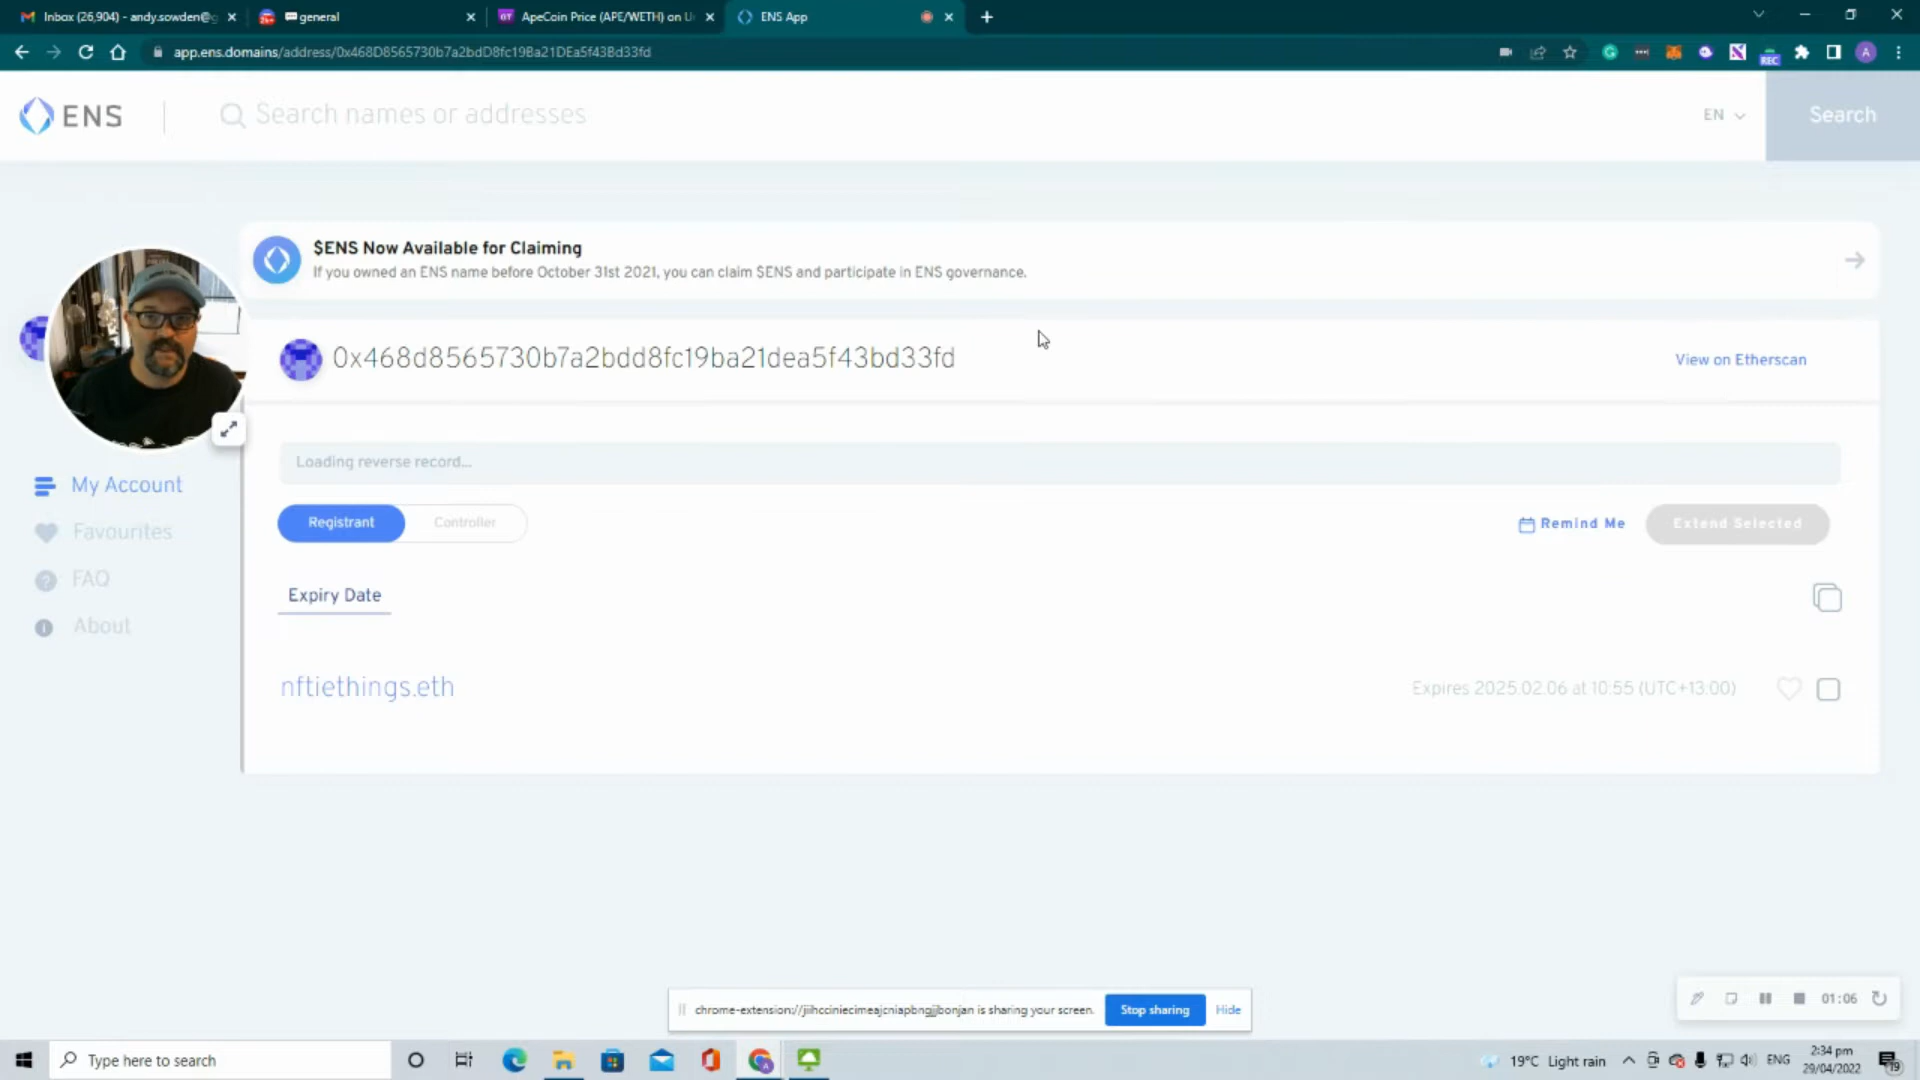 Inbox (26,904) - andy.sowden@g
general
ApeCoin Price (APE/WETH) on U
ENS App
app.ens.domains/address/0x468D8565730b7a2bdD8fc19Ba21DEa5f43Bd33fd
REC
A
ENS
Search names or addresses
EN
Search
$ENS Now Available for Claiming
If you owned an ENS name before October 31st 2021, you can claim $ENS and participate in ENS governance.
0x468d8565730b7a2bdd8fc19ba21dea5f43bd33fd
View on Etherscan
Loading reverse record...
My Account
Registrant
Controller
Remind Me
Extend Selected
Favourites
FAQ
Expiry Date
About
nftiethings.eth
Expires 2025.02.06 at 10:55 (UTC+13:00)
chrome-extension://jiihcciniecimeajcniapbngjjbonjan is sharing your screen.
Stop sharing
Hide
01:06
Type here to search
19°C Light rain
ENG
2:34 pm
29/04/2022
19